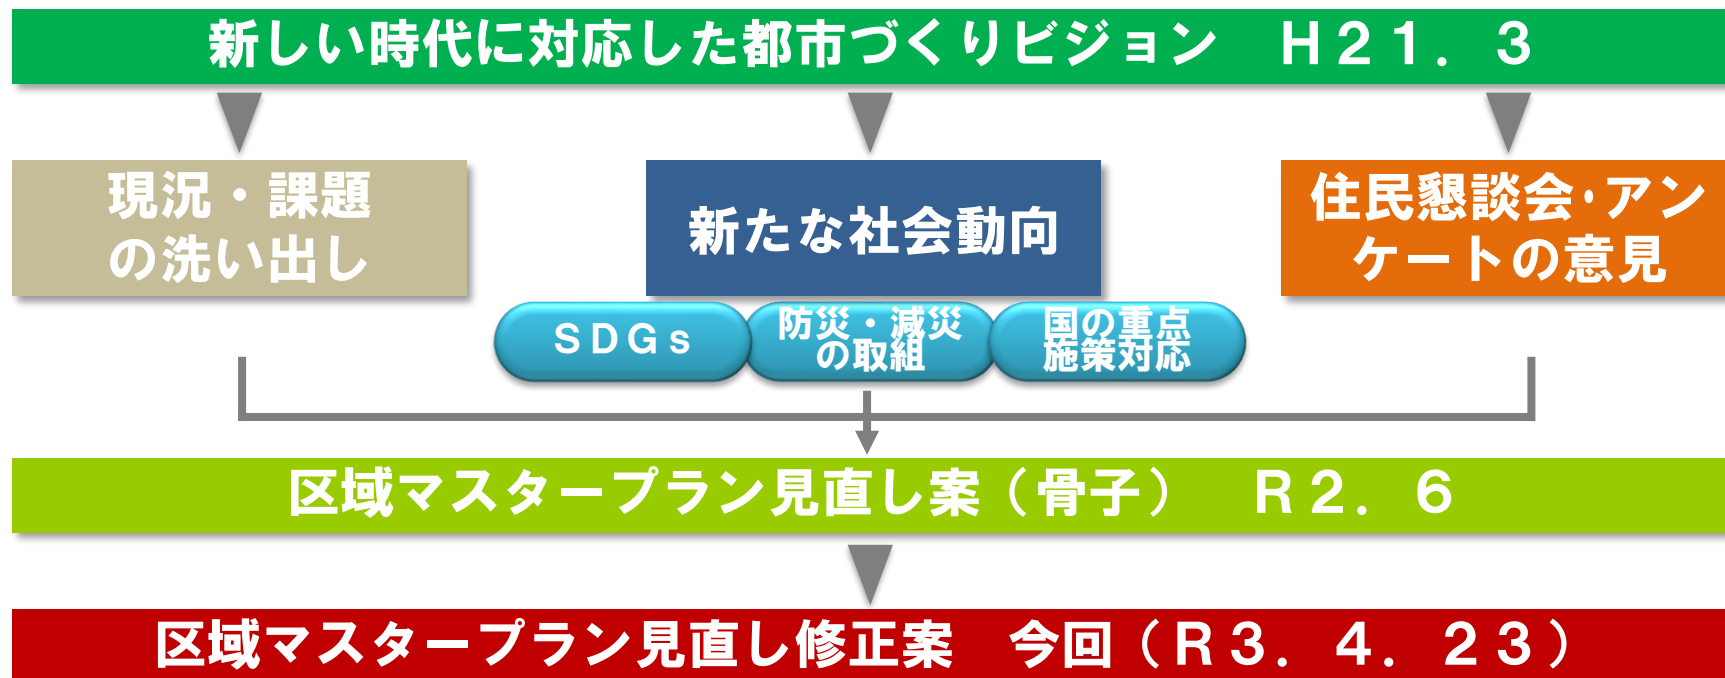 新しい時代に対応した都市づくりビジョン　Ｈ２１．３
現況・課題
の洗い出し
新たな社会動向
住民懇談会･アン
ケートの意見
ＳＤＧｓ
防災・減災
の取組
国の重点
施策対応
区域マスタープラン見直し案（骨子）　Ｒ２．６
区域マスタープラン見直し修正案　今回（Ｒ３．４．２３）